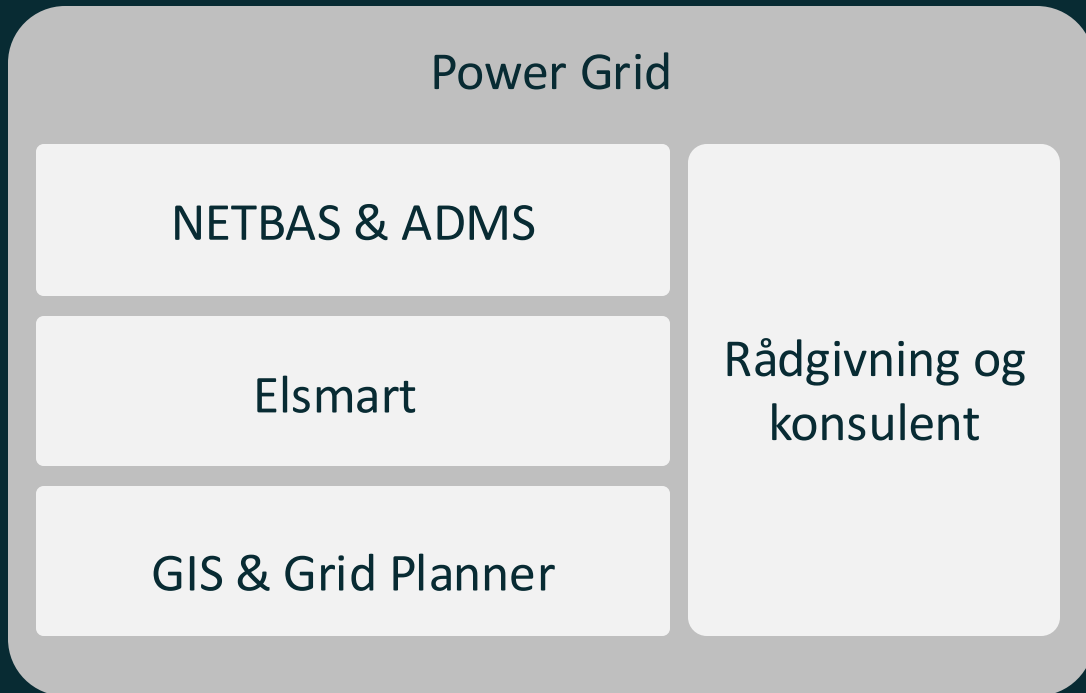 Power Grid
NETBAS & ADMS
Elsmart
GIS & Grid Planner
Rådgivning og
konsulent